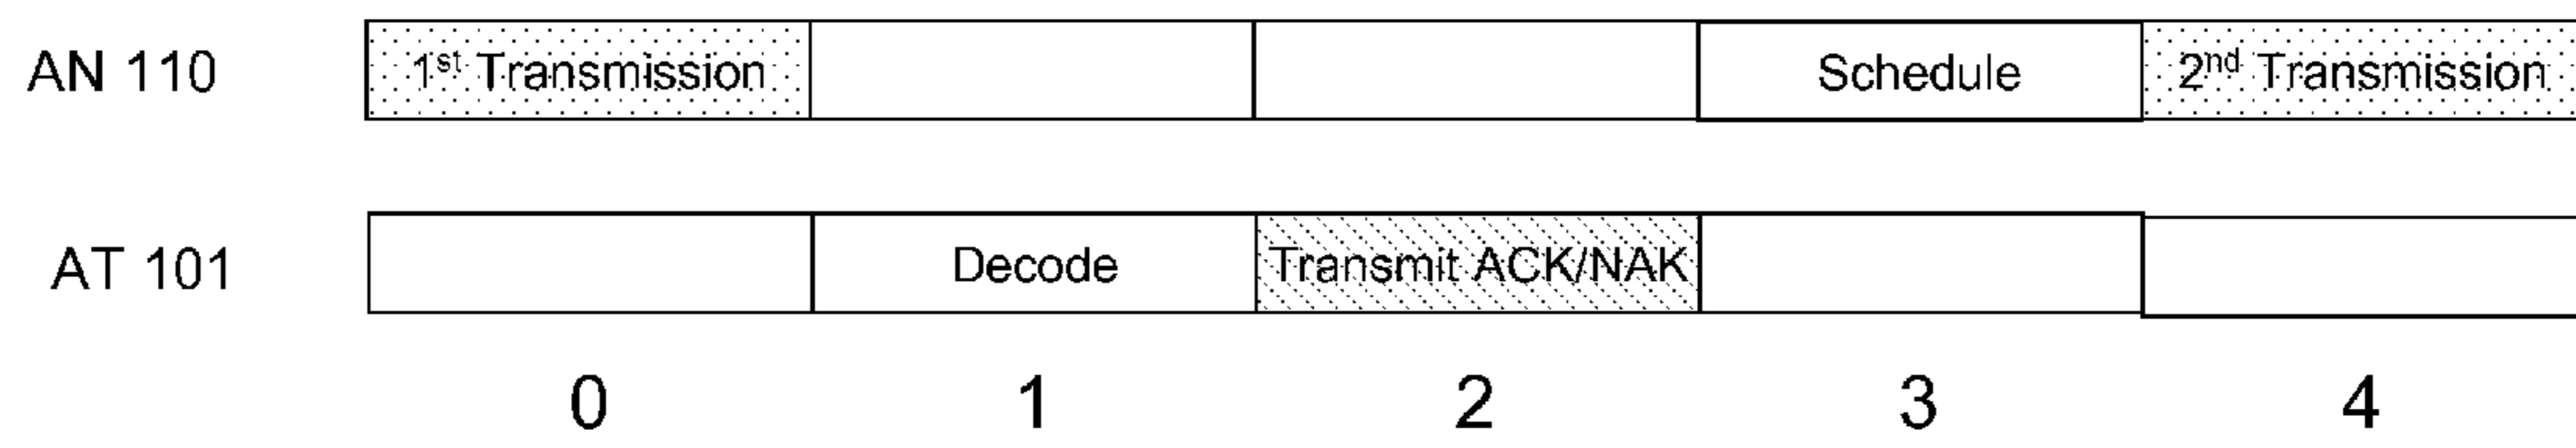 AN 110 1st Transmission Schedule 2nd Transmission
AT 101 Decode Transmit ACK/NAK
0 1 2 3 4